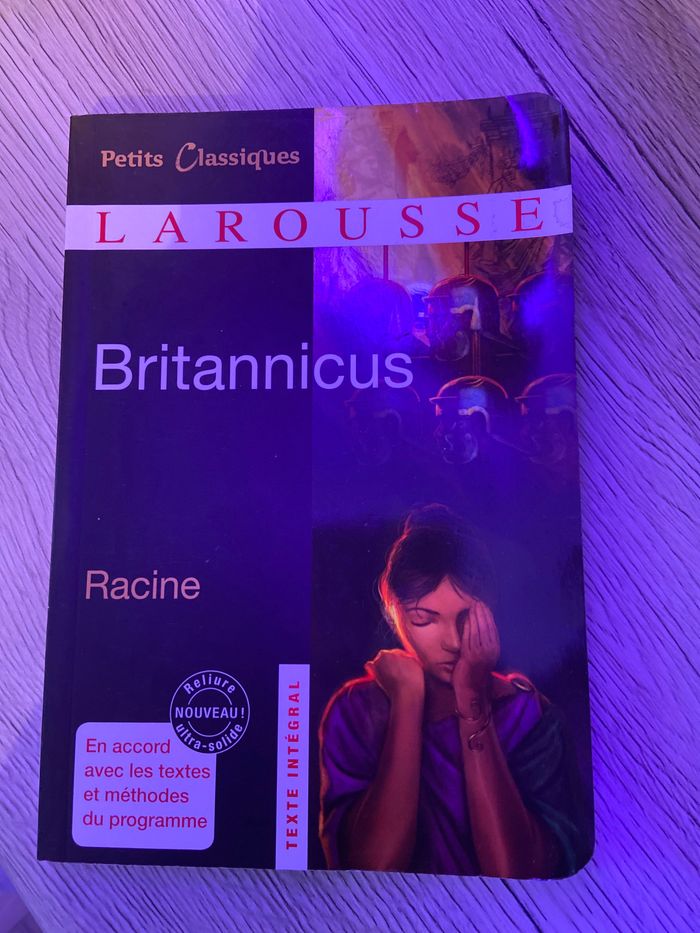 Petits Classiques
LAROUSSE
Britannicus
Racine
Reliure
NOUVEAU !
ultra-solide
En accord
avec les textes
et méthodes
du programme
TEXTE INTÉGRAL